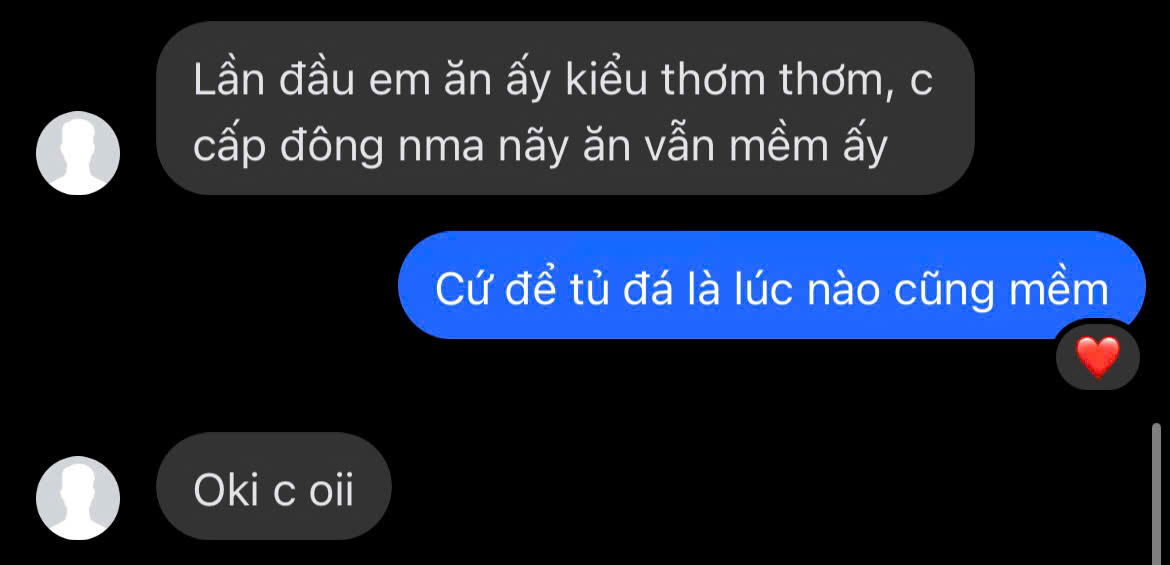 Lần đầu em ăn ấy kiểu thơm thơm, c
cấp đông nma nãy ăn vẫn mềm ấy
Cứ để tủ đá là lúc nào cũng mềm
Oki c oii